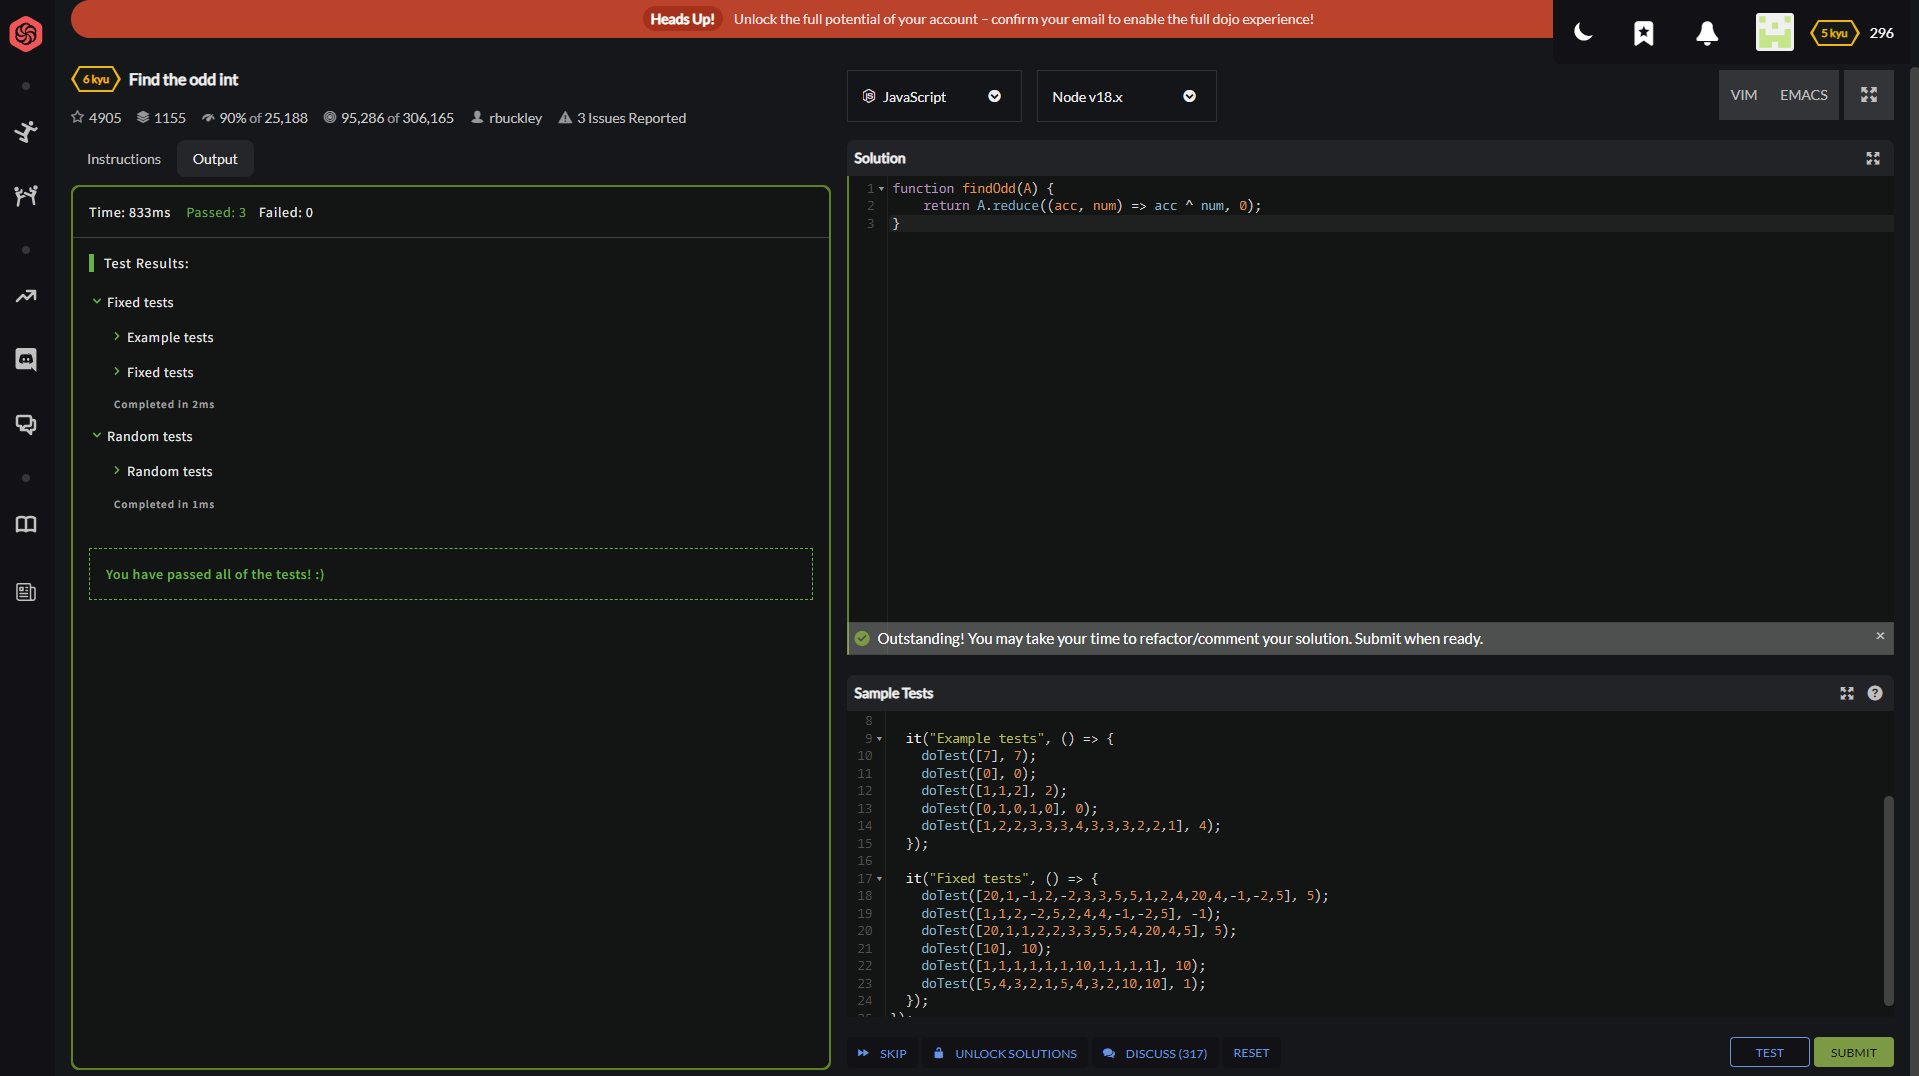 Heads Up! Unlock the full potential of your account – confirm your email to enable the full dojo experience!
5 kyu 296
6 kyu Find the odd int
4905 1155 90% of 25,188 95,286 of 306,165 rbuckley 3 Issues Reported
Instructions Output
Time: 833ms Passed: 3 Failed: 0
Test Results:
Fixed tests
Example tests
Fixed tests
Completed in 2ms
Random tests
Random tests
Completed in 1ms
You have passed all of the tests! :)
JavaScript Node v18.x VIM EMACS
Solution
1 function findOdd(A) {
2 return A.reduce((acc, num) => acc ^ num, 0);
3 }
Outstanding! You may take your time to refactor/comment your solution. Submit when ready. ×
Sample Tests
8
9 it("Example tests", () => {
10 doTest([7], 7);
11 doTest([0], 0);
12 doTest([1,1,2], 2);
13 doTest([0,1,0,1,0], 0);
14 doTest([1,2,2,3,3,3,4,3,3,3,2,2,1], 4);
15 });
16
17 it("Fixed tests", () => {
18 doTest([20,1,-1,2,-2,3,3,5,5,1,2,4,20,4,-1,-2,5], 5);
19 doTest([1,1,2,-2,5,2,4,4,-1,-2,5], -1);
20 doTest([20,1,1,2,2,3,3,5,5,4,20,4,5], 5);
21 doTest([10], 10);
22 doTest([1,1,1,1,1,1,10,1,1,1,1], 10);
23 doTest([5,4,3,2,1,5,4,3,2,10,10], 1);
24 });
25 });
SKIP UNLOCK SOLUTIONS DISCUSS (317) RESET TEST SUBMIT